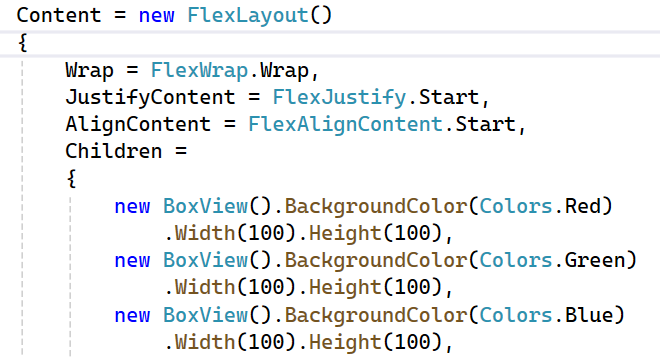 Content = new FlexLayout()
{
    Wrap = FlexWrap.Wrap,
    JustifyContent = FlexJustify.Start,
    AlignContent = FlexAlignContent.Start,
    Children =
    {
        new BoxView().BackgroundColor(Colors.Red)
            .Width(100).Height(100),
        new BoxView().BackgroundColor(Colors.Green)
            .Width(100).Height(100),
        new BoxView().BackgroundColor(Colors.Blue)
            .Width(100).Height(100),